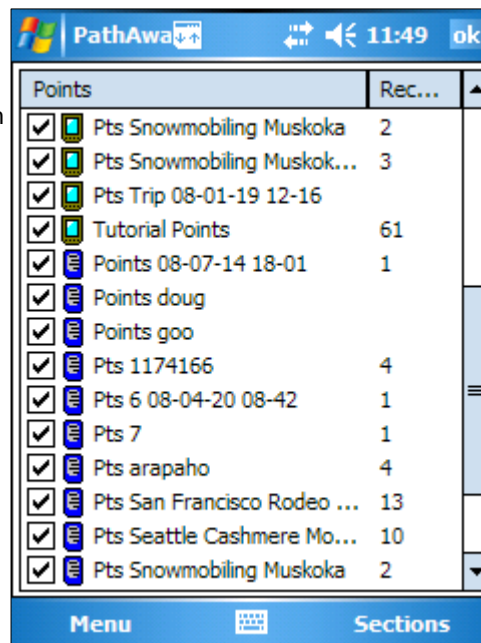 PathAwa 11:49 ok
Points Rec...
n
Pts Snowmobiling Muskoka 2
Pts Snowmobiling Muskok... 3
Pts Trip 08-01-19 12-16
Tutorial Points 61
Points 08-07-14 18-01 1
Points doug
Points goo
Pts 1174166 4
Pts 6 08-04-20 08-42 1
Pts 7 1
Pts arapaho 4
Pts San Francisco Rodeo ... 13
Pts Seattle Cashmere Mo... 10
Pts Snowmobiling Muskoka 2
Menu Sections